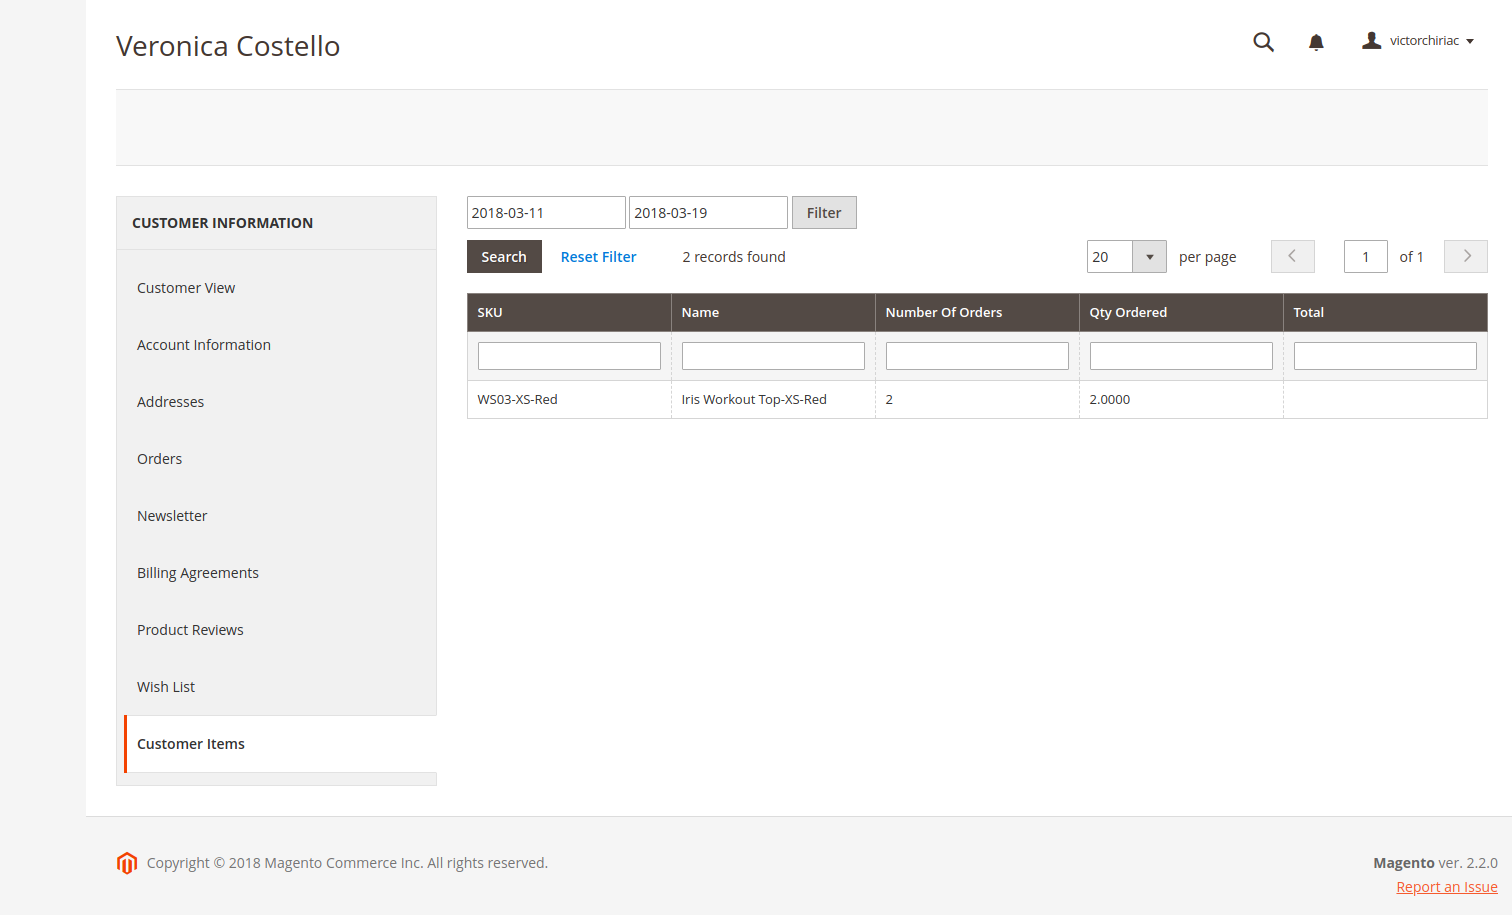 Veronica Costello
victorchiriac
CUSTOMER INFORMATION
Customer View
Account Information
Addresses
Orders
Newsletter
Billing Agreements
Product Reviews
Wish List
Customer Items
2018-03-11 2018-03-19 Filter
Search Reset Filter 2 records found 20 per page 1 of 1
SKU Name Number Of Orders Qty Ordered Total
WS03-XS-Red Iris Workout Top-XS-Red 2 2.0000
Copyright © 2018 Magento Commerce Inc. All rights reserved.
Magento ver. 2.2.0
Report an Issue